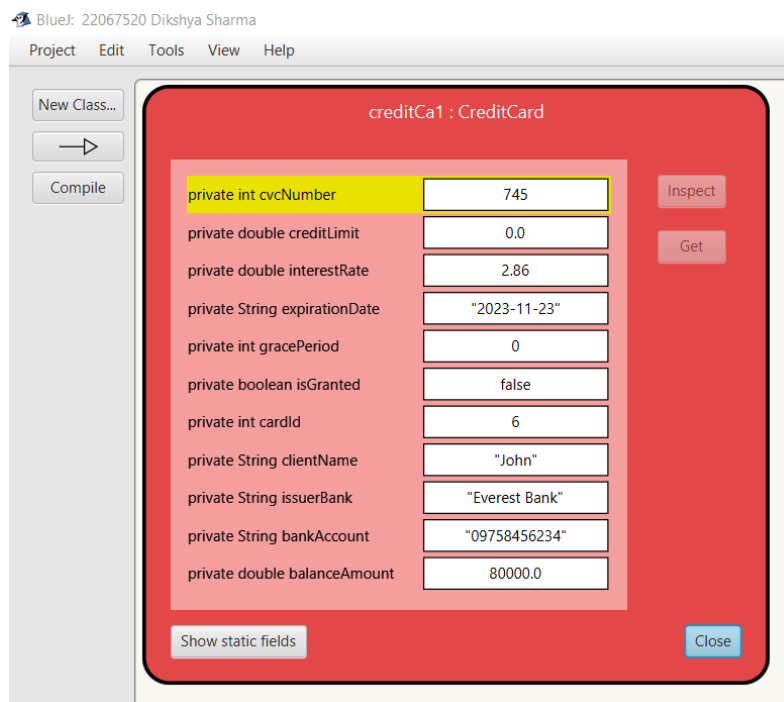 BlueJ: 22067520 Dikshya Sharma
Project Edit Tools View Help
New Class...
Compile
creditCa1 : CreditCard
private int cvcNumber 745
private double creditLimit 0.0
private double interestRate 2.86
private String expirationDate "2023-11-23"
private int gracePeriod 0
private boolean isGranted false
private int cardId 6
private String clientName "John"
private String issuerBank "Everest Bank"
private String bankAccount "09758456234"
private double balanceAmount 80000.0
Inspect
Get
Show static fields
Close